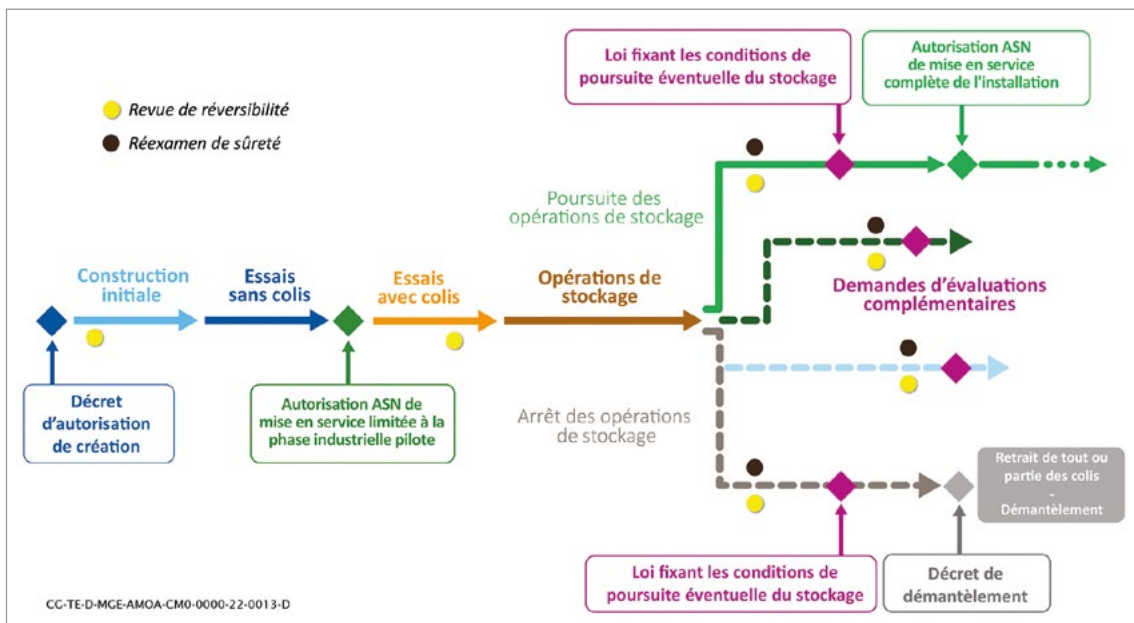 Loi fixant les conditions de
poursuite éventuelle du stockage
Autorisation ASN
de mise en service
complète de l'installation
Revue de réversibilité
Réexamen de sûreté
Poursuite des
opérations de stockage
Construction
initiale
Essais
sans colis
Essais
avec colis
Opérations de
stockage
Demandes d'évaluations
complémentaires
Décret
d'autorisation
de création
Autorisation ASN de
mise en service limitée à la
phase industrielle pilote
Arrêt des opérations
de stockage
Retrait de tout ou
partie des colis
-
Démantèlement
Loi fixant les conditions de
poursuite éventuelle du stockage
Décret de
démantèlement
CG-TE-D-MGE-AMOA-CM0-0000-22-0013-D